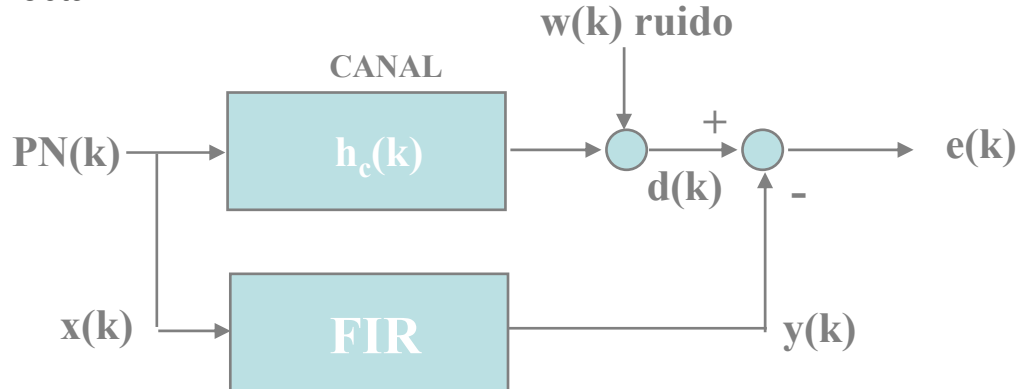 w(k) ruido
CANAL
PN(k)
h_c(k)
+
e(k)
d(k)
-
x(k)
FIR
y(k)